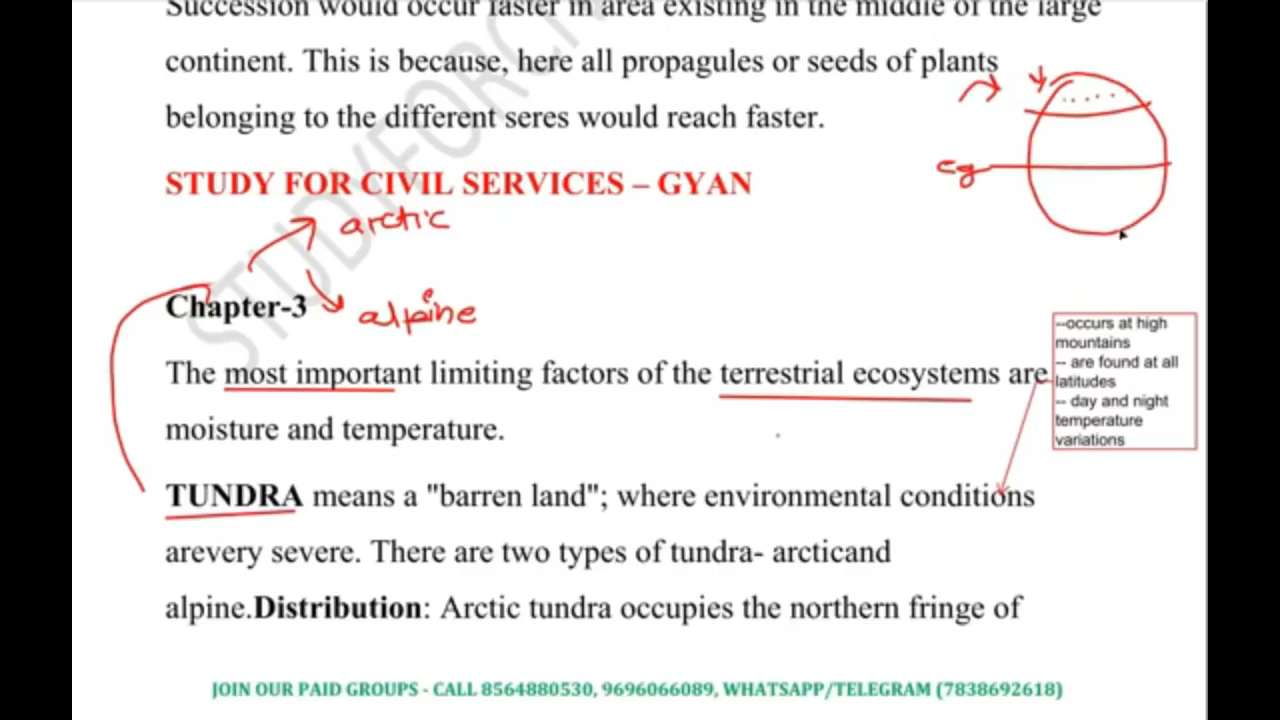 Succession would occur faster in area existing in the middle of the large
continent. This is because, here all propagules or seeds of plants
belonging to the different seres would reach faster.
eg
STUDY FOR CIVIL SERVICES – GYAN
arctic
Chapter-3
alpine
The most important limiting factors of the terrestrial ecosystems are
moisture and temperature.
--occurs at high
mountains
-- are found at all
latitudes
-- day and night
temperature
variations
TUNDRA means a "barren land"; where environmental conditions
arevery severe. There are two types of tundra- arcticand
alpine.Distribution: Arctic tundra occupies the northern fringe of
JOIN OUR PAID GROUPS - CALL 8564880530, 9696066089, WHATSAPP/TELEGRAM (7838692618)